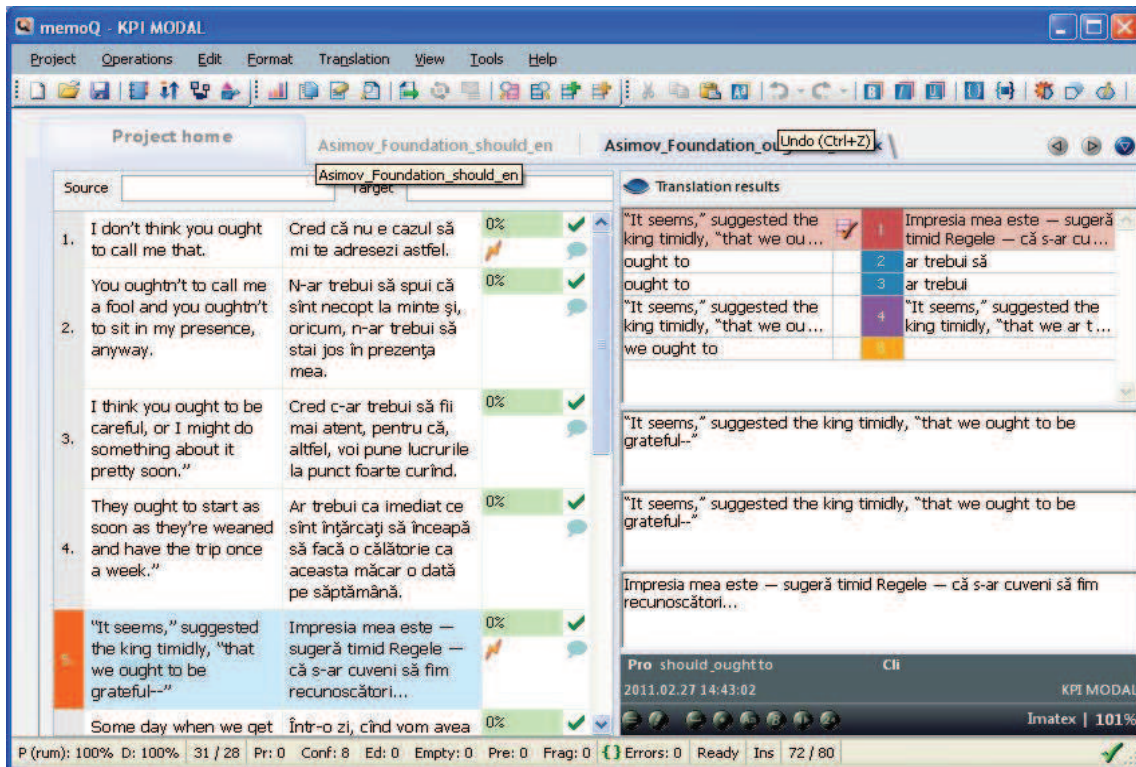 memoQ - KPI MODAL
Project Operations Edit Format Translation View Tools Help
Project home
Asimov_Foundation_should_en
Asimov_Foundation_ou
Undo (Ctrl+Z)
Asimov_Foundation_should_en
Source
Target
1.
I don't think you ought
to call me that.
Cred că nu e cazul să
mi te adresezi astfel.
0%
2.
You oughtn't to call me
a fool and you oughtn't
to sit in my presence,
anyway.
N-ar trebui să spui că
sînt necopt la minte şi,
oricum, n-ar trebui să
stai jos în prezenţa
mea.
0%
3.
I think you ought to be
careful, or I might do
something about it
pretty soon.”
Cred c-ar trebui să fii
mai atent, pentru că,
altfel, voi pune lucrurile
la punct foarte curînd.
0%
4.
They ought to start as
soon as they're weaned
and have the trip once
a week.”
Ar trebui ca imediat ce
sînt înţărcaţi să înceapă
să facă o călătorie ca
aceasta măcar o dată
pe săptămână.
0%
5.
“It seems,” suggested
the king timidly, “that
we ought to be
grateful--”
Impresia mea este —
sugeră timid Regele —
că s-ar cuveni să fim
recunoscători...
0%
Some day when we get
Într-o zi, cînd vom avea
0%
Translation results
“It seems,” suggested the
king timidly, “that we ou...
1
Impresia mea este — sugeră
timid Regele — că s-ar cu...
ought to 2 ar trebui să
ought to 3 ar trebui
“It seems,” suggested the
king timidly, “that we ou...
4
“It seems,” suggested the
king timidly, “that we ar t...
we ought to
“It seems,” suggested the king timidly, “that we ought to be
grateful--”
“It seems,” suggested the king timidly, “that we ought to be
grateful--”
Impresia mea este — sugeră timid Regele — că s-ar cuveni să fim
recunoscători...
Pro should_ought to Cli
2011.02.27 14:43:02 KPI MODAL
Imatex | 101%
P (rum): 100% D: 100% 31 / 28 Pr: 0 Conf: 8 Ed: 0 Empty: 0 Pre: 0 Frag: 0 {} Errors: 0 Ready Ins 72 / 80